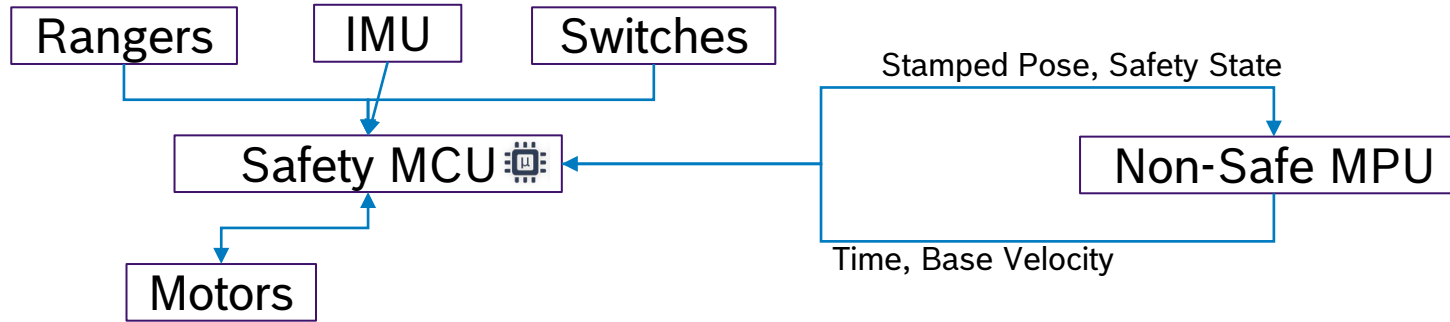 Rangers
IMU
Switches
Stamped Pose, Safety State
Safety MCU
μ
Non-Safe MPU
Time, Base Velocity
Motors